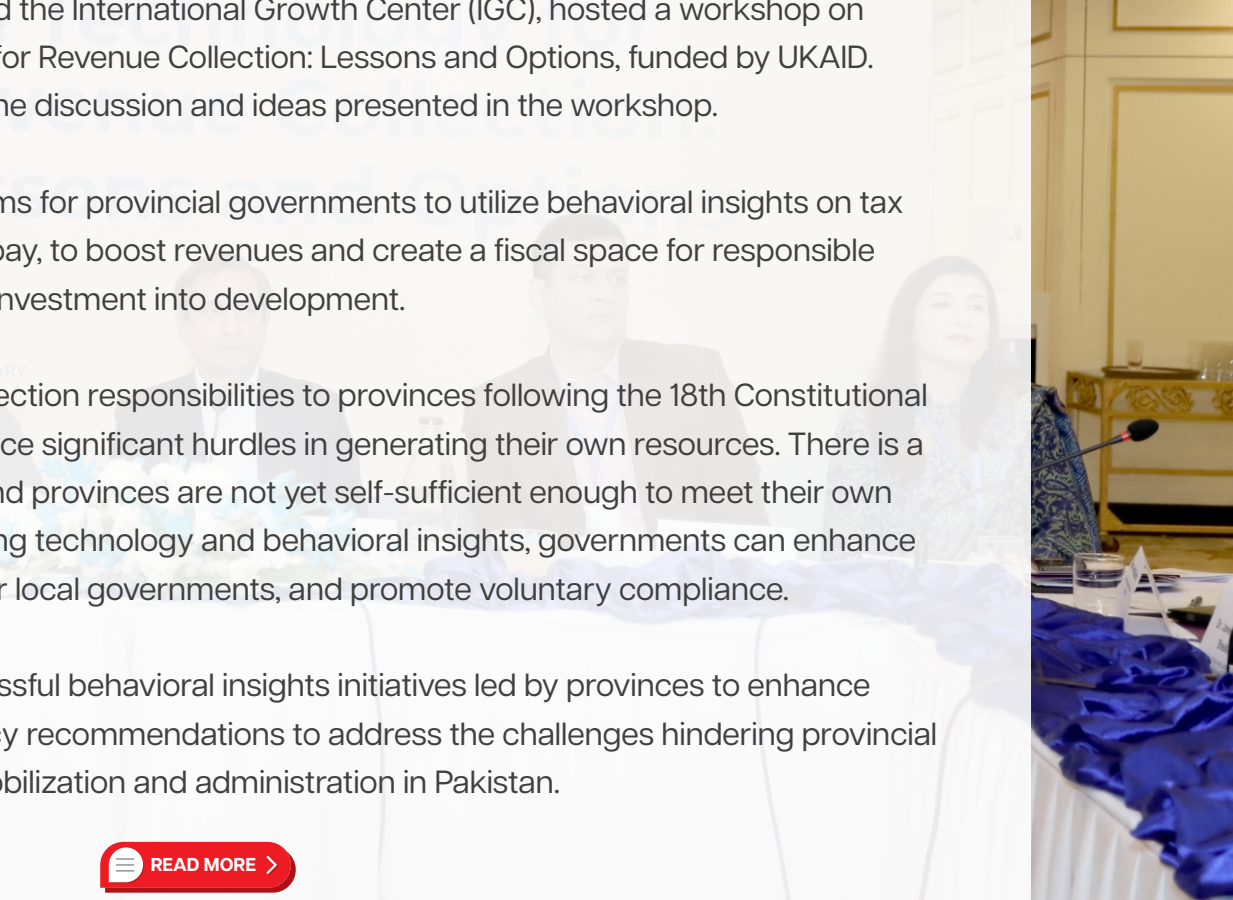 d the International Growth Center (IGC), hosted a workshop on
for Revenue Collection: Lessons and Options, funded by UKAID.
he discussion and ideas presented in the workshop.
ms for provincial governments to utilize behavioral insights on tax
pay, to boost revenues and create a fiscal space for responsible
nvestment into development.
ection responsibilities to provinces following the 18th Constitutional
ce significant hurdles in generating their own resources. There is a
nd provinces are not yet self-sufficient enough to meet their own
ng technology and behavioral insights, governments can enhance
r local governments, and promote voluntary compliance.
ssful behavioral insights initiatives led by provinces to enhance
cy recommendations to address the challenges hindering provincial
obilization and administration in Pakistan.
READ MORE